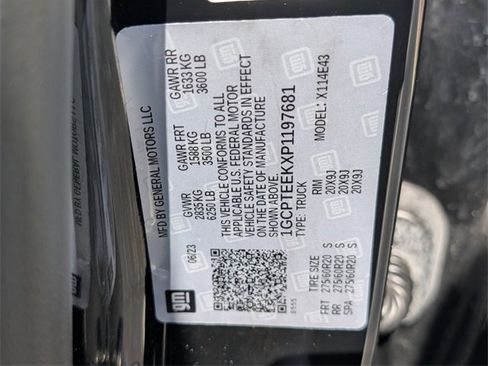 MFD BY GENERAL MOTORS LLC
06/23 GVWR GAWR FRT GAWR RR
2835 KG 1588 KG 1633 KG
6250 LB 3500 LB 3600 LB
THIS VEHICLE CONFORMS TO ALL
APPLICABLE U.S. FEDERAL MOTOR
VEHICLE SAFETY STANDARDS IN EFFECT
ON THE DATE OF MANUFACTURE
SHOWN ABOVE.
1GCPTEEKXP1197681
TYPE: TRUCK MODEL: X114E43
TIRE SIZE RIM
FRT 275/60R20 S 20X9J
RR 275/60R20 S 20X9J
SPA 275/60R20 S 20X9J
gm